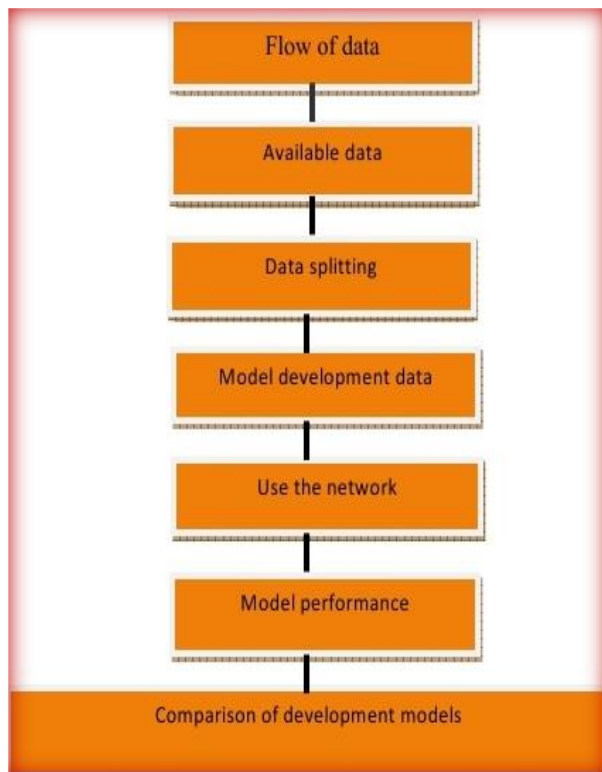 Flow of data
Available data
Data splitting
Model development data
Use the network
Model performance
Comparison of development models